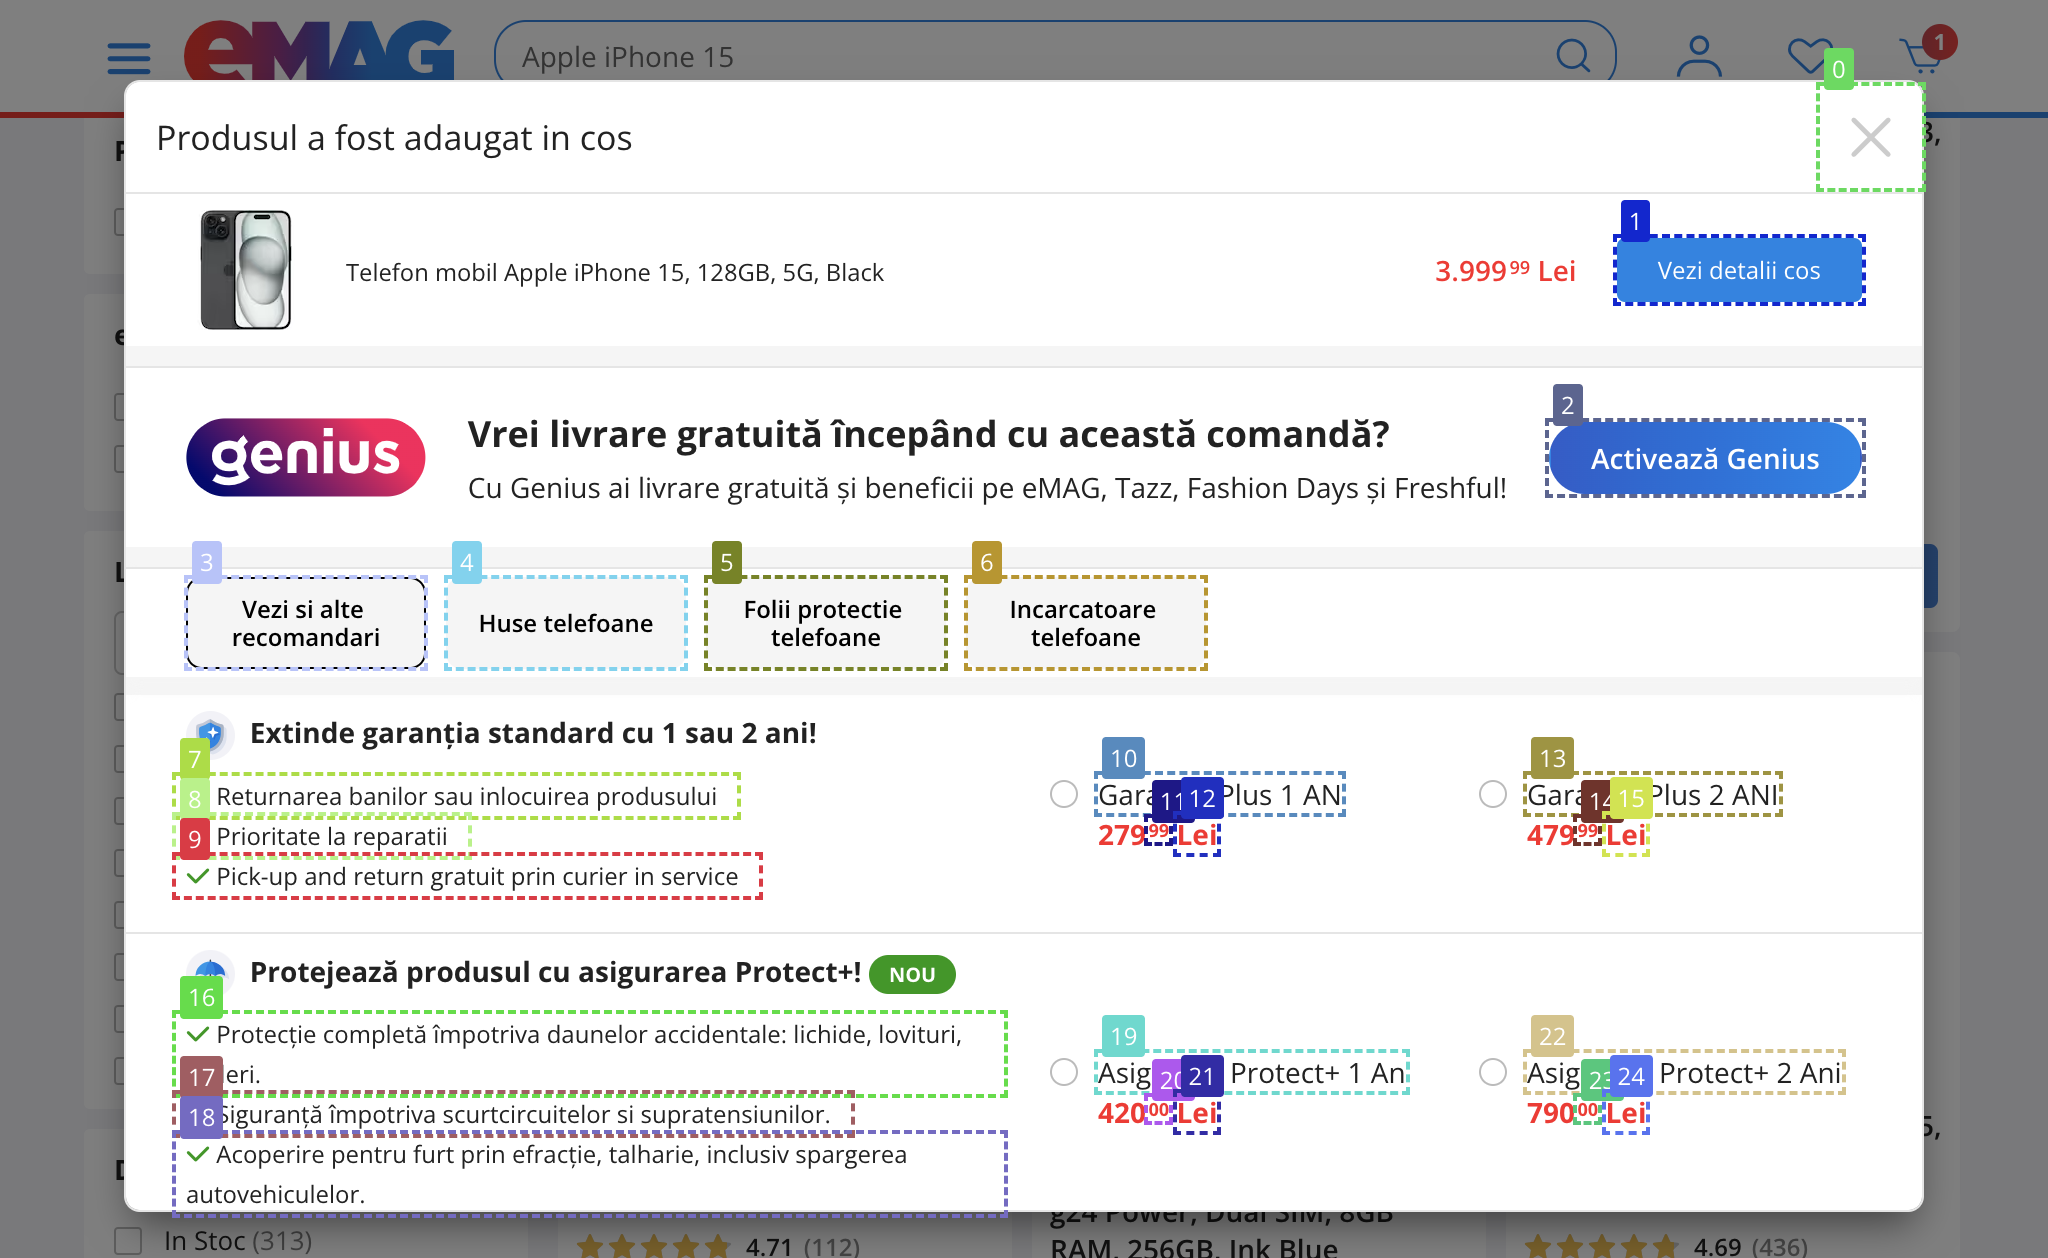 eMAG
Apple iPhone 15
1
0
Produsul a fost adaugat in cos
1
Telefon mobil Apple iPhone 15, 128GB, 5G, Black
3.999 99 Lei
Vezi detalii cos
2
genius
Vrei livrare gratuită începând cu această comandă?
Cu Genius ai livrare gratuită și beneficii pe eMAG, Tazz, Fashion Days și Freshful!
Activează Genius
3
4
5
6
Vezi si alte
recomandari
Huse telefoane
Folii protectie
telefoane
Incarcatoare
telefoane
Extinde garanția standard cu 1 sau 2 ani!
7
8
Returnarea banilor sau inlocuirea produsului
9
Prioritate la reparatii
Pick-up and return gratuit prin curier in service
10
11
12
Plus 1 AN
279 99 Lei
13
14
15
Plus 2 ANI
479 99 Lei
Protejează produsul cu asigurarea Protect+!
NOU
16
Protecție completă împotriva daunelor accidentale: lichide, lovituri,
17
eri.
18
Siguranță împotriva scurtcircuitelor si supratensiunilor.
Acoperire pentru furt prin efracție, talharie, inclusiv spargerea
autovehiculelor.
19
20
21
Protect+ 1 An
420 00 Lei
22
23
24
Protect+ 2 Ani
790 00 Lei
In Stoc (313)
4.71 (112)
g24 Power, Dual SIM, 8GB
RAM, 256GB, Ink Blue
4.69 (436)